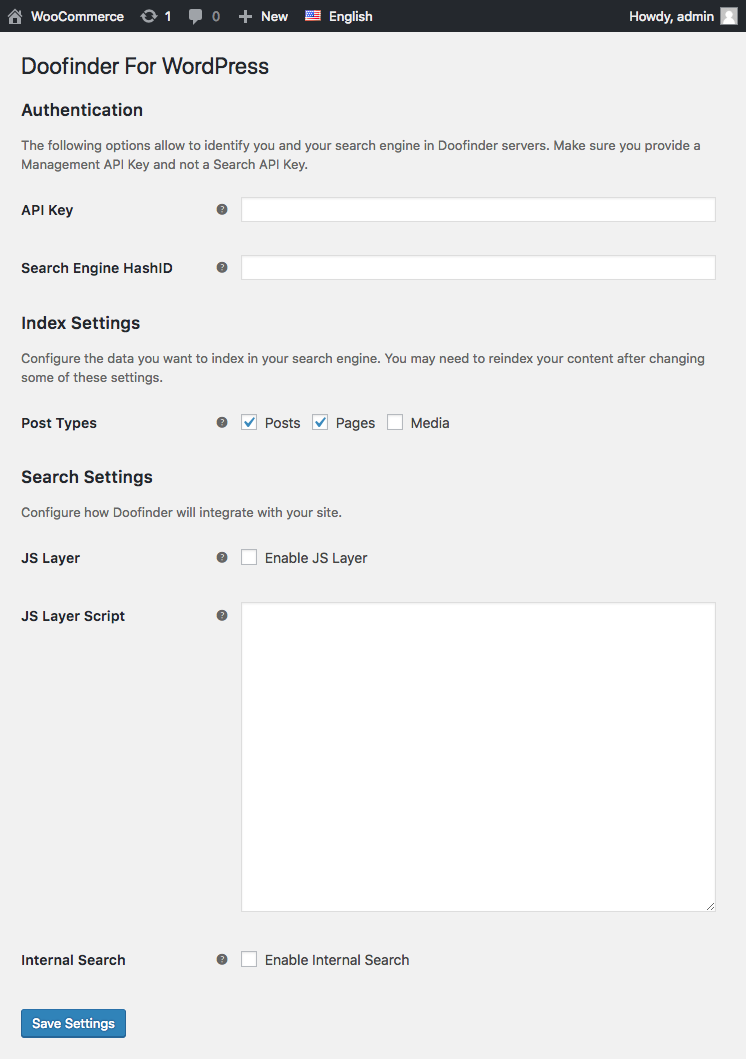 WooCommerce 1 0 New English Howdy, admin
Doofinder For WordPress
Authentication
The following options allow to identify you and your search engine in Doofinder servers. Make sure you provide a
Management API Key and not a Search API Key.
API Key
Search Engine HashID
Index Settings
Configure the data you want to index in your search engine. You may need to reindex your content after changing
some of these settings.
Post Types Posts Pages Media
Search Settings
Configure how Doofinder will integrate with your site.
JS Layer Enable JS Layer
JS Layer Script
Internal Search Enable Internal Search
Save Settings